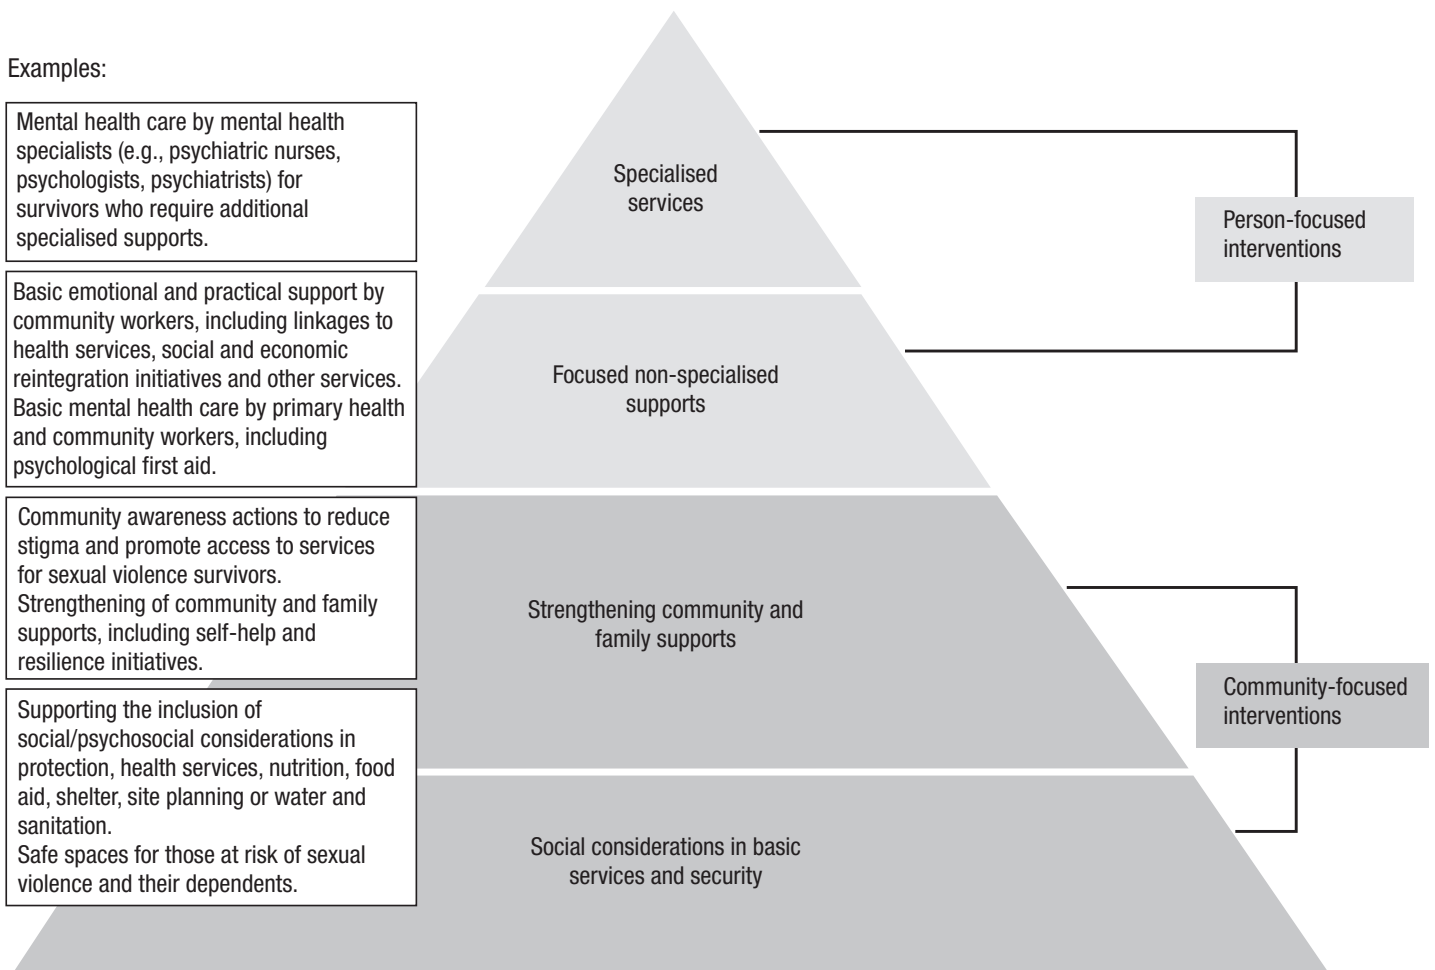 Examples:
Mental health care by mental health
specialists (e.g., psychiatric nurses,
psychologists, psychiatrists) for
survivors who require additional
specialised supports.
Basic emotional and practical support by
community workers, including linkages to
health services, social and economic
reintegration initiatives and other services.
Basic mental health care by primary health
and community workers, including
psychological first aid.
Community awareness actions to reduce
stigma and promote access to services
for sexual violence survivors.
Strengthening of community and family
supports, including self-help and
resilience initiatives.
Supporting the inclusion of
social/psychosocial considerations in
protection, health services, nutrition, food
aid, shelter, site planning or water and
sanitation.
Safe spaces for those at risk of sexual
violence and their dependents.
Specialised
services
Focused non-specialised
supports
Strengthening community and
family supports
Social considerations in basic
services and security
Person-focused
interventions
Community-focused
interventions